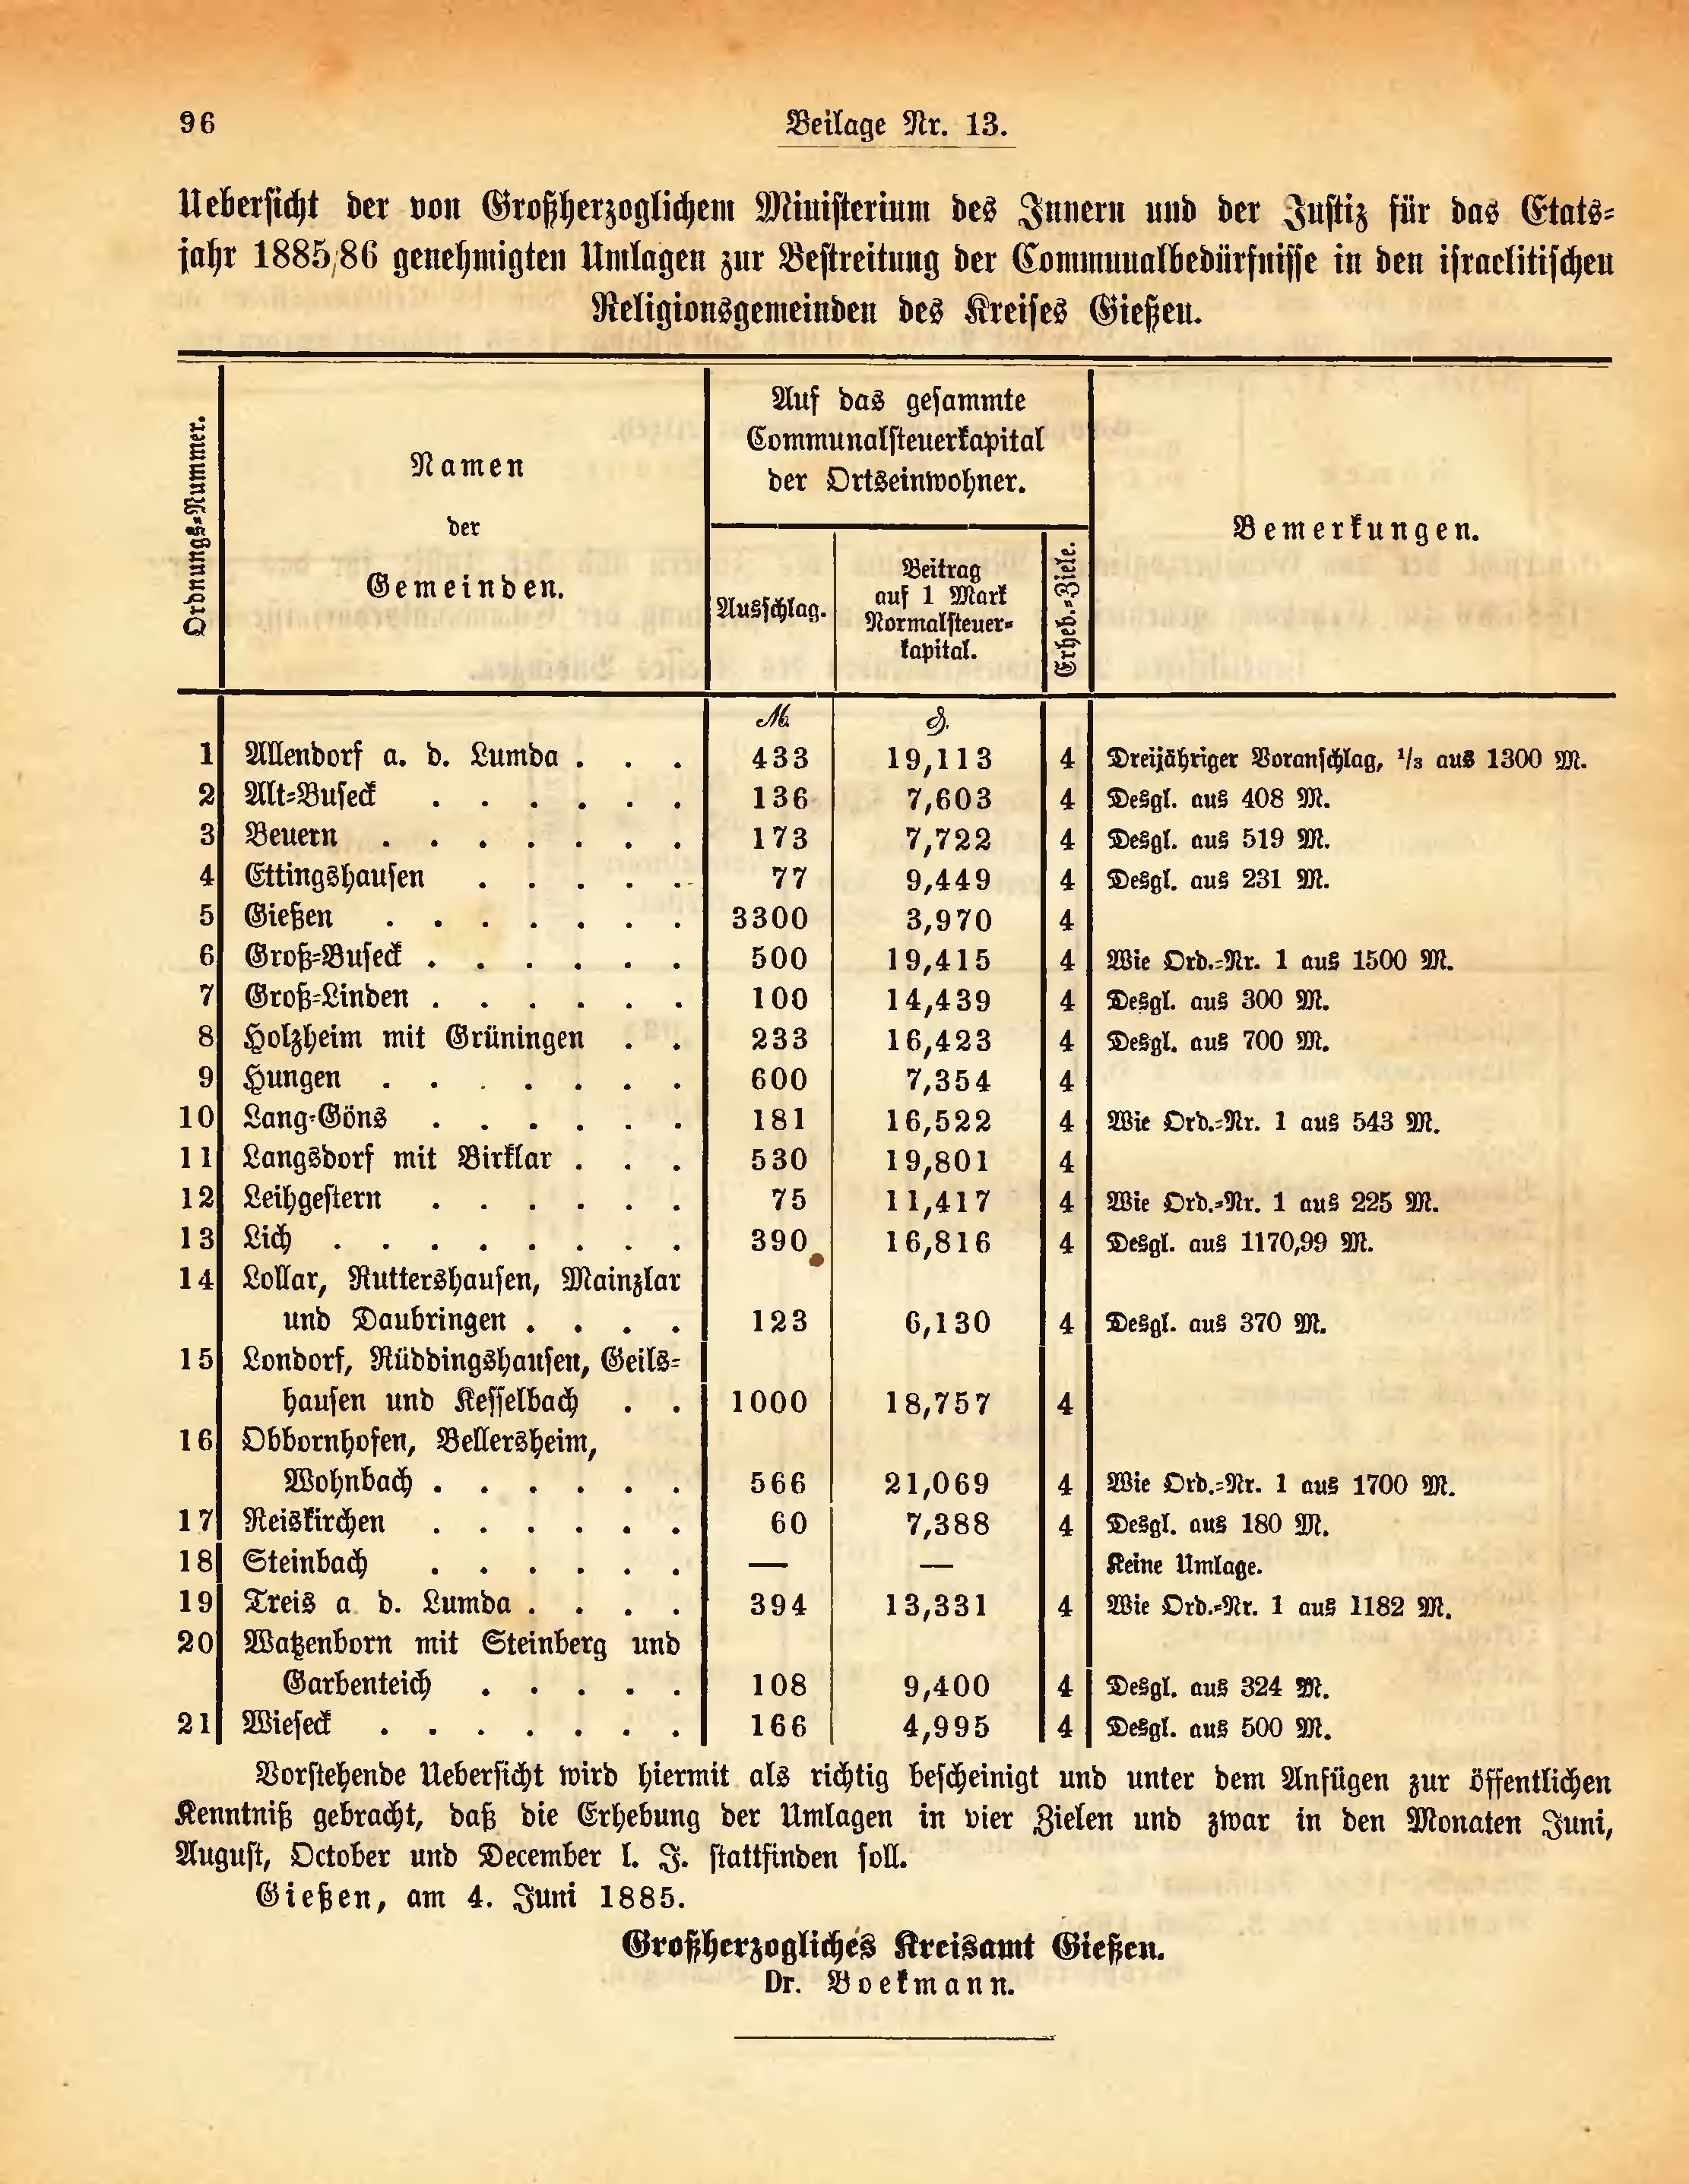 96
Beilage Nr. 13.
Uebersicht der von Großherzoglichem Ministerium des Innern und der Justiz für das Etats-
jahr 1885/86 genehmigten Umlagen zur Bestreitung der Communalbedürfnisse in den israelitischen
Religionsgemeinden des Kreises Gießen.
Ordnungs-Nummer.
Namen
der
Gemeinden.
Auf das gesammte
Communalsteuerkapital
der Ortseinwohner.
Ausschlag.
Beitrag
auf 1 Mark
Normalsteuer-
kapital.
Erheb.-Ziele.
Bemerkungen.
M. ₰.
1 Allendorf a. d. Lumda . . . 433 19,113 4 Dreijähriger Voranschlag, 1/3 aus 1300 M.
2 Alt-Buseck . . . . . . 136 7,603 4 Desgl. aus 408 M.
3 Beuern . . . . . . . 173 7,722 4 Desgl. aus 519 M.
4 Ettingshausen . . . . . 77 9,449 4 Desgl. aus 231 M.
5 Gießen . . . . . . . 3300 3,970 4
6 Groß-Buseck . . . . . . 500 19,415 4 Wie Ord.-Nr. 1 aus 1500 M.
7 Groß-Linden . . . . . . 100 14,439 4 Desgl. aus 300 M.
8 Holzheim mit Grüningen . . 233 16,423 4 Desgl. aus 700 M.
9 Hungen . . . . . . . 600 7,354 4
10 Lang-Göns . . . . . . 181 16,522 4 Wie Ord.-Nr. 1 aus 543 M.
11 Langsdorf mit Birklar . . . 530 19,801 4
12 Leihgestern . . . . . . 75 11,417 4 Wie Ord.-Nr. 1 aus 225 M.
13 Lich . . . . . . . . 390 16,816 4 Desgl. aus 1170,99 M.
14 Lollar, Ruttershausen, Mainzlar
und Daubringen . . . . 123 6,130 4 Desgl. aus 370 M.
15 Londorf, Rüddingshausen, Geils-
hausen und Kesselbach . . 1000 18,757 4
16 Obbornhofen, Bellersheim,
Wohnbach . . . . . . 566 21,069 4 Wie Ord.-Nr. 1 aus 1700 M.
17 Reiskirchen . . . . . . 60 7,388 4 Desgl. aus 180 M.
18 Steinbach . . . . . . — — Keine Umlage.
19 Treis a d. Lumda . . . . 394 13,331 4 Wie Ord.-Nr. 1 aus 1182 M.
20 Watzenborn mit Steinberg und
Garbenteich . . . . . 108 9,400 4 Desgl. aus 324 M.
21 Wieseck . . . . . . . 166 4,995 4 Desgl. aus 500 M.
Vorstehende Uebersicht wird hiermit als richtig bescheinigt und unter dem Anfügen zur öffentlichen
Kenntniß gebracht, daß die Erhebung der Umlagen in vier Zielen und zwar in den Monaten Juni,
August, October und December l. J. stattfinden soll.
Gießen, am 4. Juni 1885.
Großherzogliches Kreisamt Gießen.
Dr. Boekmann.